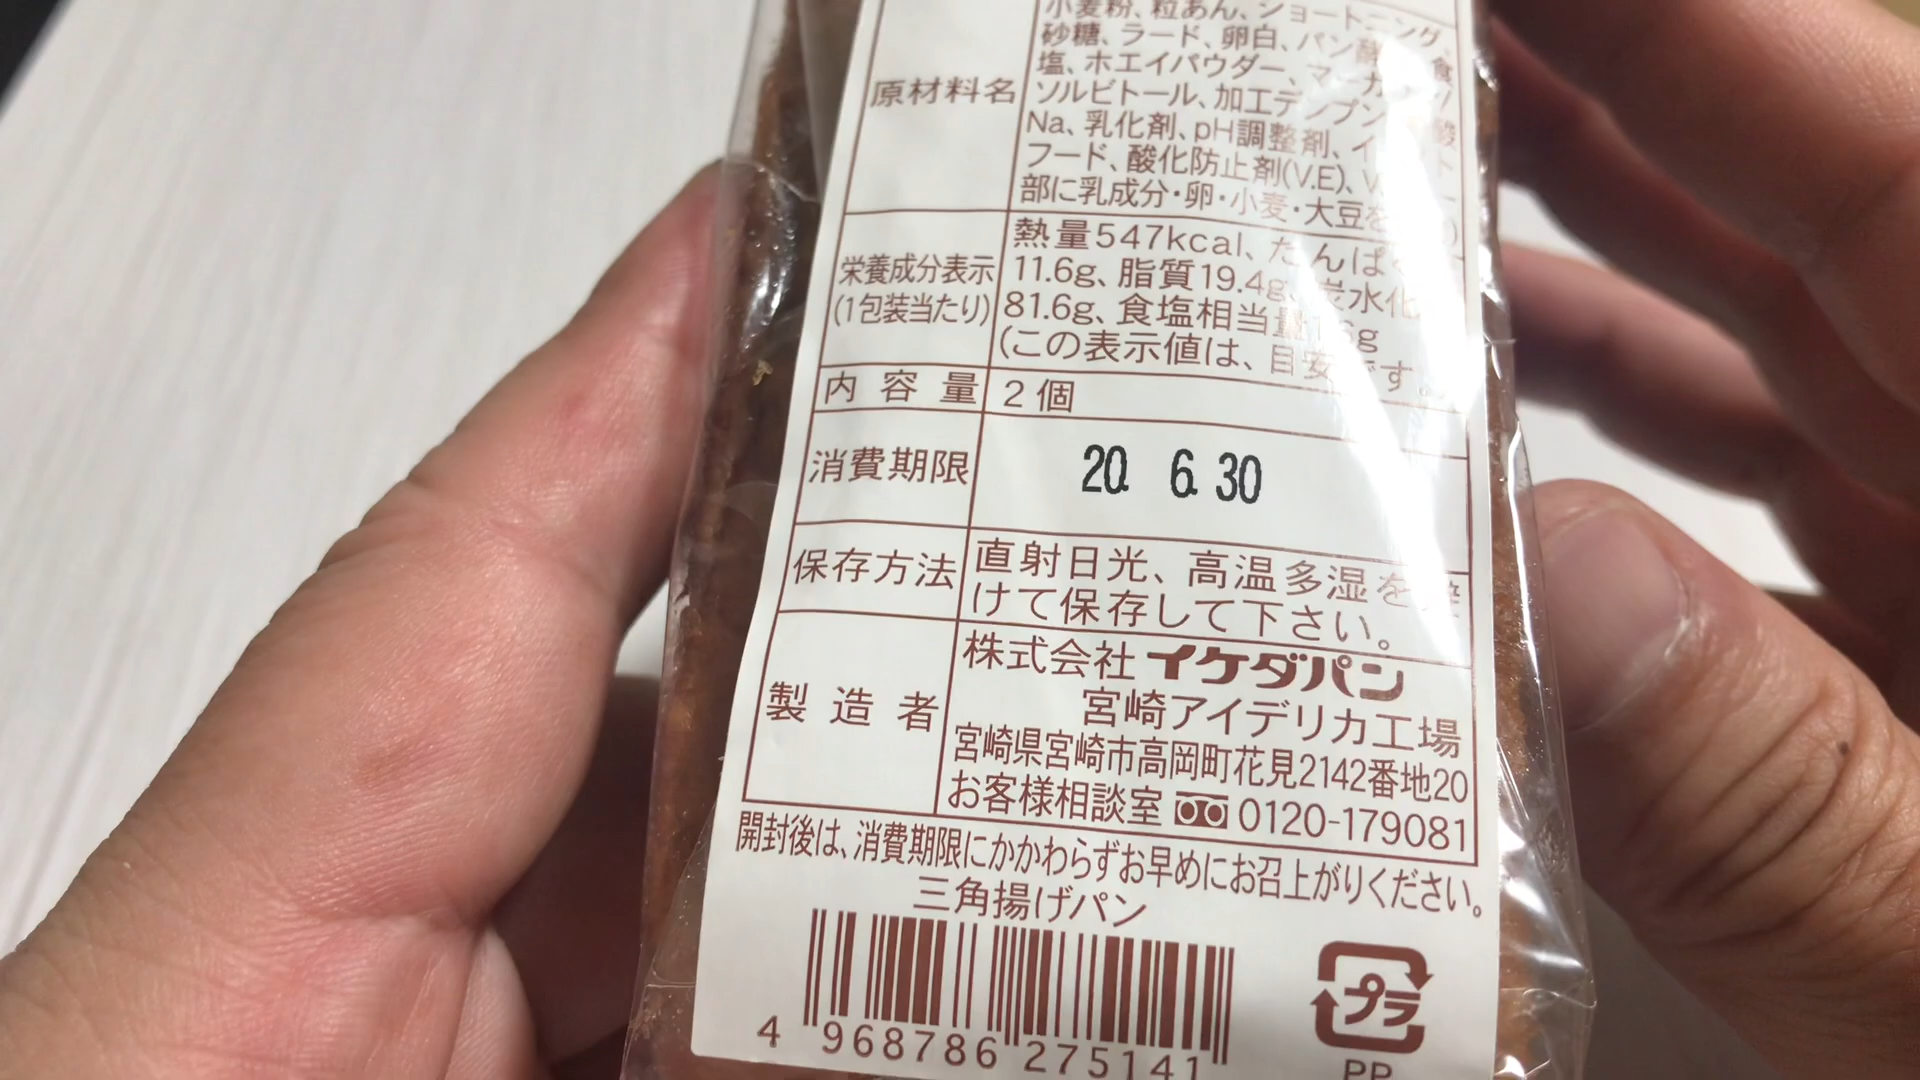 原材料名
小麦粉、粒あん、ショートニング、
砂糖、ラード、卵白、パン
塩、ホエイパウダー、
ソルビトール、加工デンプン、
Na、乳化剤、pH調整剤、
フード、酸化防止剤(V.E)、
部に乳成分・卵・小麦・大豆を
栄養成分表示
(1包装当たり)
熱量547kcal、たんぱ
11.6g、脂質19.4g、炭水化
81.6g、食塩相当量
(この表示値は、目安です。
内容量
2個
消費期限
20. 6. 30
保存方法
直射日光、高温多湿を避
けて保存して下さい。
製造者
株式会社イケダパン
宮崎アイデリカ工場
宮崎県宮崎市高岡町花見2142番地20
お客様相談室 0120-179081
開封後は、消費期限にかかわらずお早めにお召上がりください。
三角揚げパン
4 968786 275141
プラ
PP